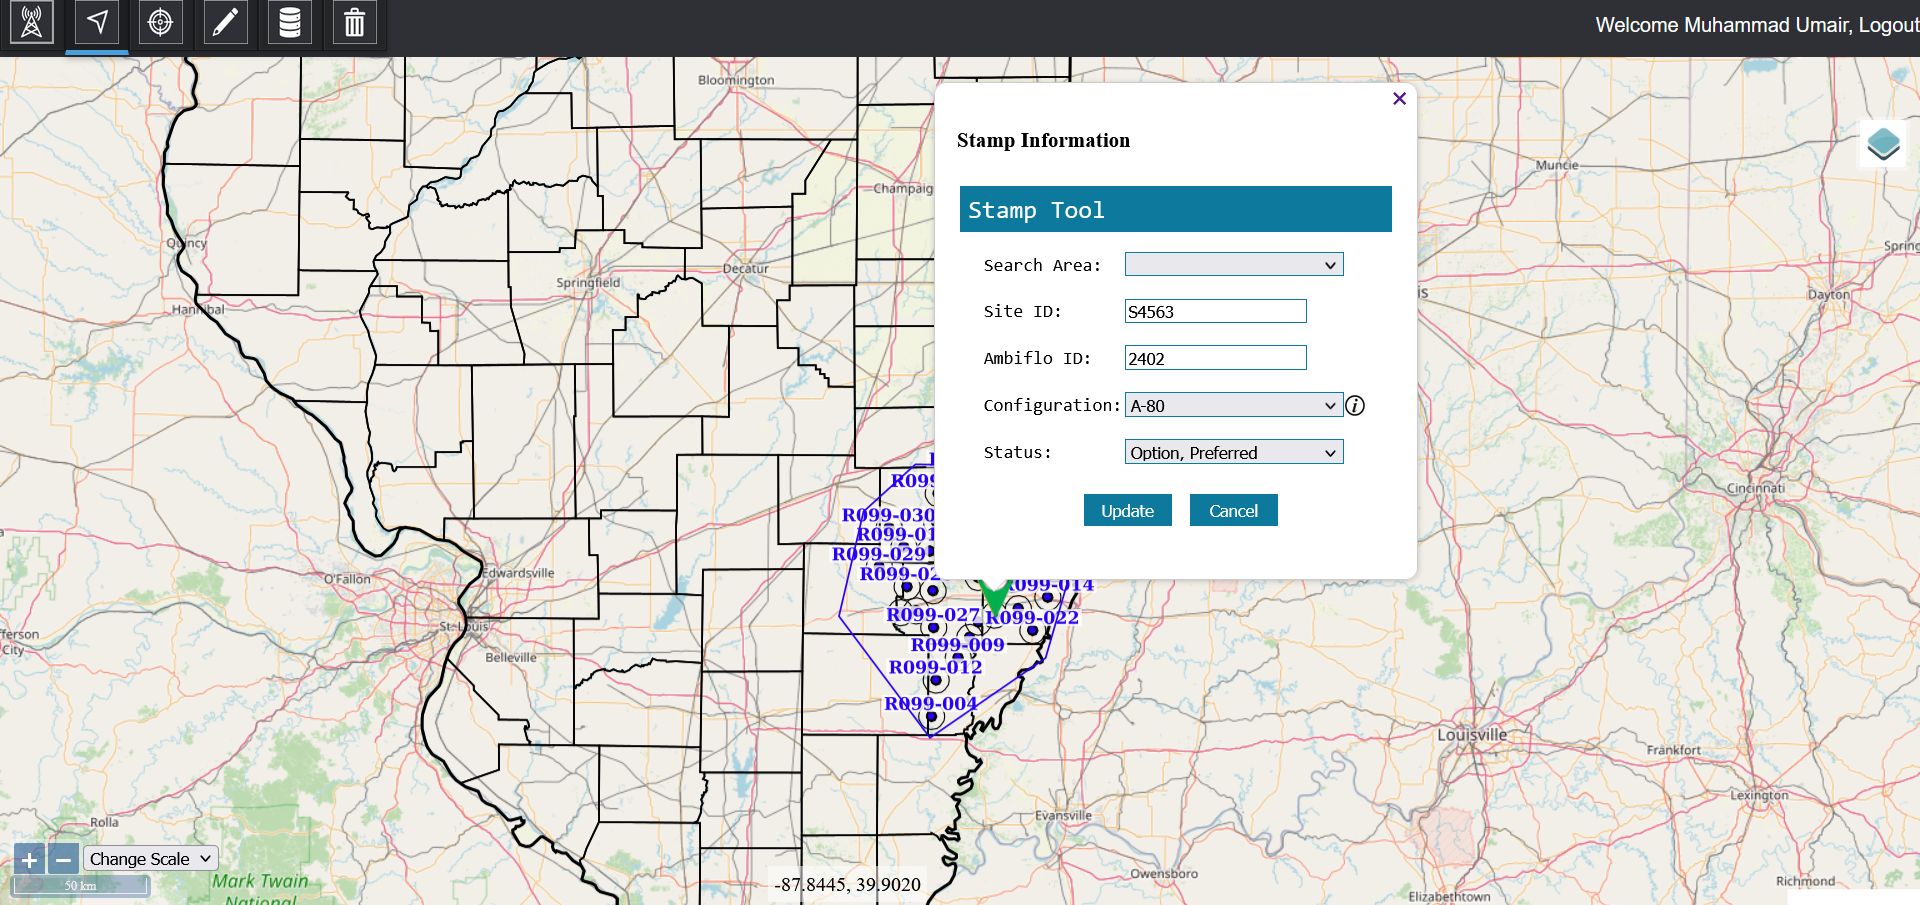 Welcome Muhammad Umair, Logout
Bloomington
Stamp Information
Muncie
Stamp Tool
Champaig
Quincy
Spring
Search Area:
Decatur
Springfield
is
Dayton
Hannibal
Site ID:
S4563
Ambiflo ID:
2402
Configuration:
A-80
Status:
Option, Preferred
R099
Cincinnati
Update
Cancel
R099-030
R099-01
R099-029
Edwardsville
R099-02
O'Fallon
R099-014
R099-027
R099-022
St. Louis
fferson
City
R099-009
Belleville
R099-012
R099-004
Louisville
Frankfort
Lexington
Evansville
Rolla
+
−
Change Scale
50 km
Mark Twain
National
-87.8445, 39.9020
Owensboro
Richmond
Elizabethtown